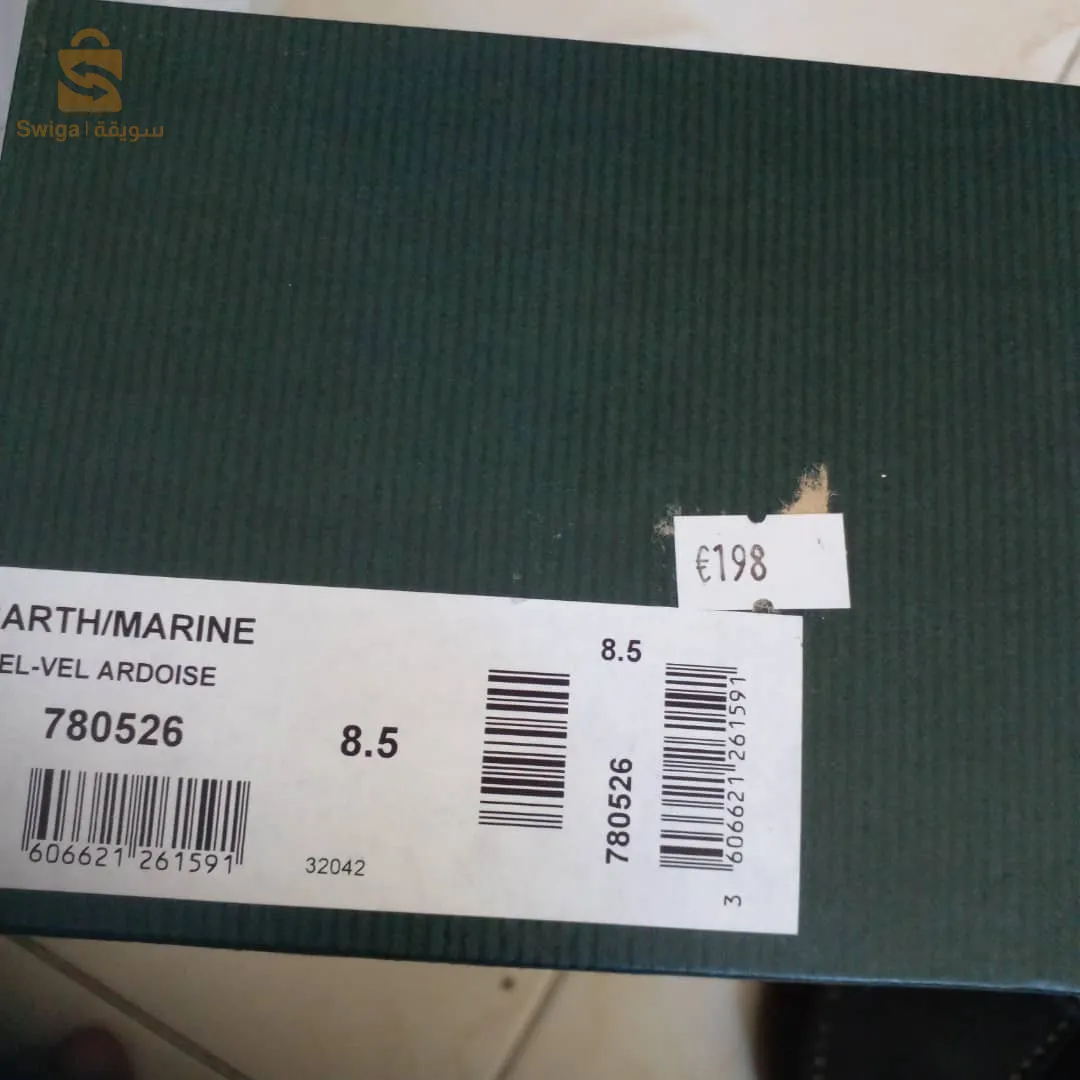 Swiga | سويقة
€198
ARTH/MARINE
EL-VEL ARDOISE
780526
8.5
606621 261591
32042
8.5
780526
3 606621 261591